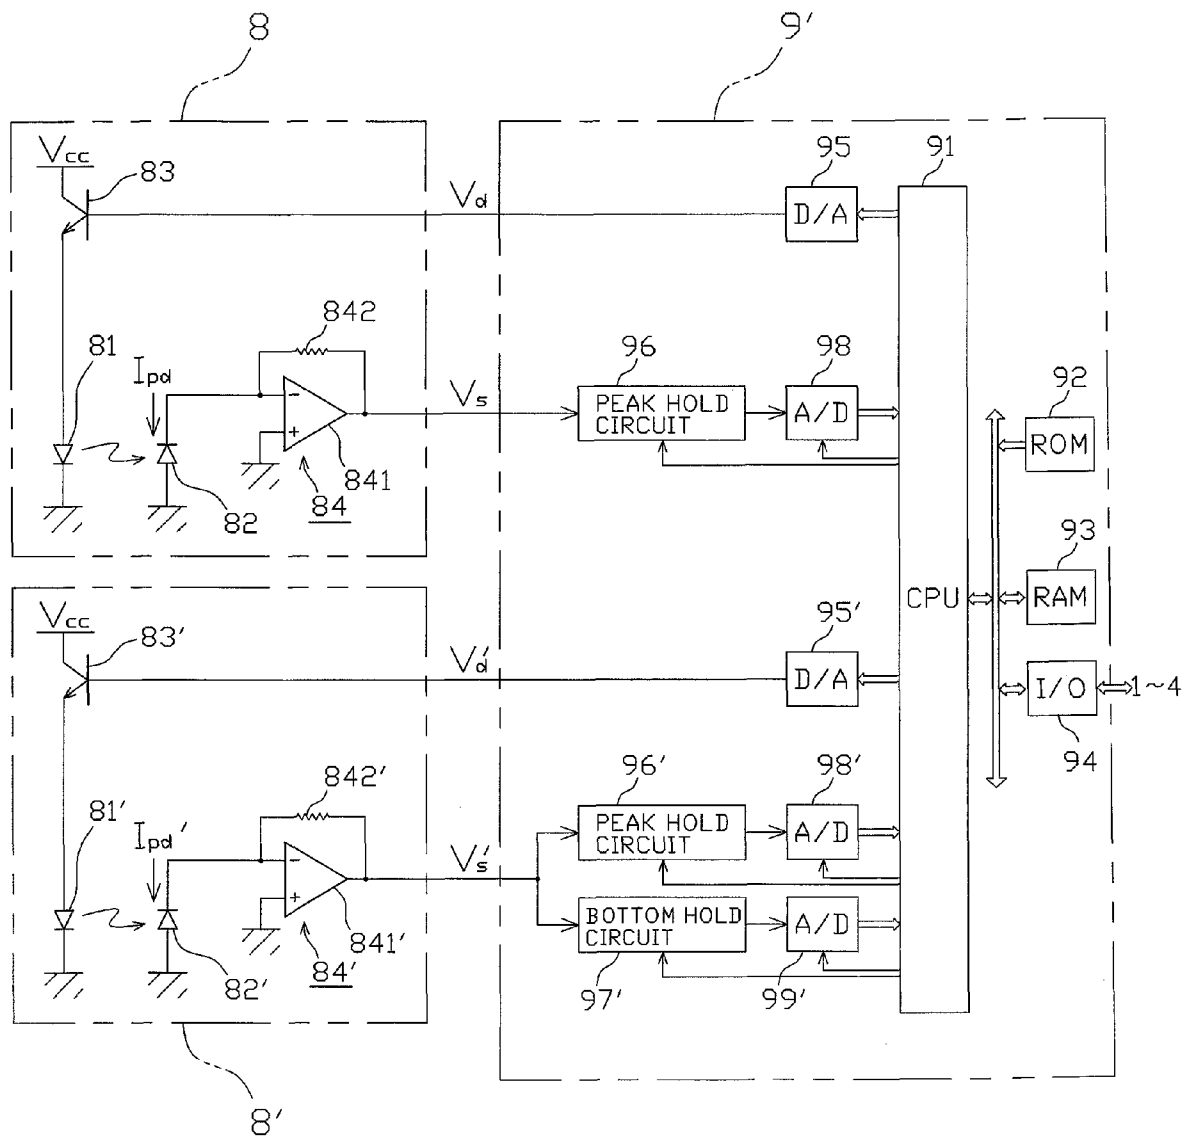 8
9′
Vcc
83
Vd
95
D/A
91
842
81
Ipd
Vs
96
PEAK HOLD
CIRCUIT
98
A/D
92
ROM
841
82
84
93
RAM
CPU
Vcc
83′
Vd′
95′
D/A
I/O
1~4
94
842′
81′
Ipd′
Vs′
96′
PEAK HOLD
CIRCUIT
98′
A/D
BOTTOM HOLD
CIRCUIT
A/D
841′
82′
84′
97′
99′
8′